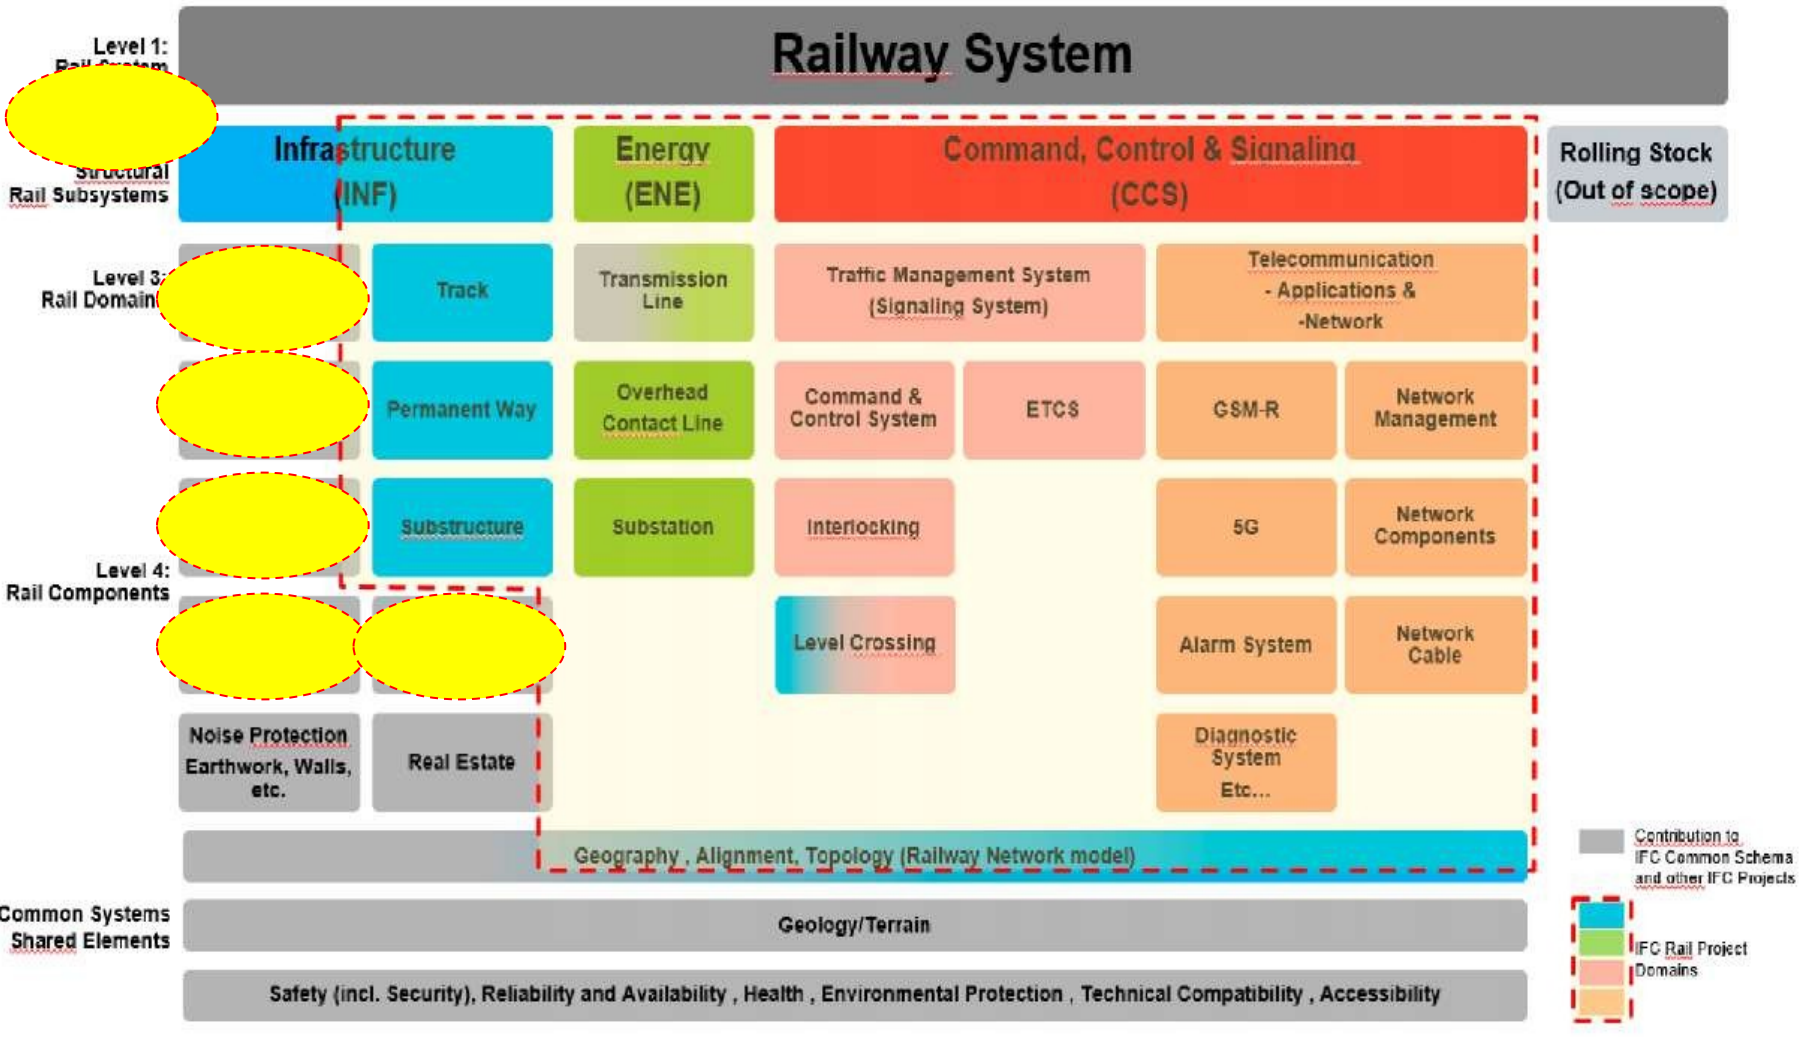 Level 1:
Rail System
Railway System
Structural
Rail Subsystems
Infrastructure
(INF)
Energy
(ENE)
Command, Control & Signaling
(CCS)
Rolling Stock
(Out of scope)
Level 3:
Rail Domain
Track
Transmission
Line
Traffic Management System
(Signaling System)
Telecommunication
- Applications &
-Network
Permanent Way
Overhead
Contact Line
Command &
Control System
ETCS
GSM-R
Network
Management
Level 4:
Rail Components
Substructure
Substation
Interlocking
5G
Network
Components
Level Crossing
Alarm System
Network
Cable
Noise Protection
Earthwork, Walls,
etc.
Real Estate
Diagnostic
System
Etc...
Geography , Alignment, Topology (Railway Network model)
Common Systems
Shared Elements
Geology/Terrain
Safety (incl. Security), Reliability and Availability , Health , Environmental Protection , Technical Compatibility , Accessibility
Contribution to
IFC Common Schema
and other IFC Projects
IFC Rail Project
Domains